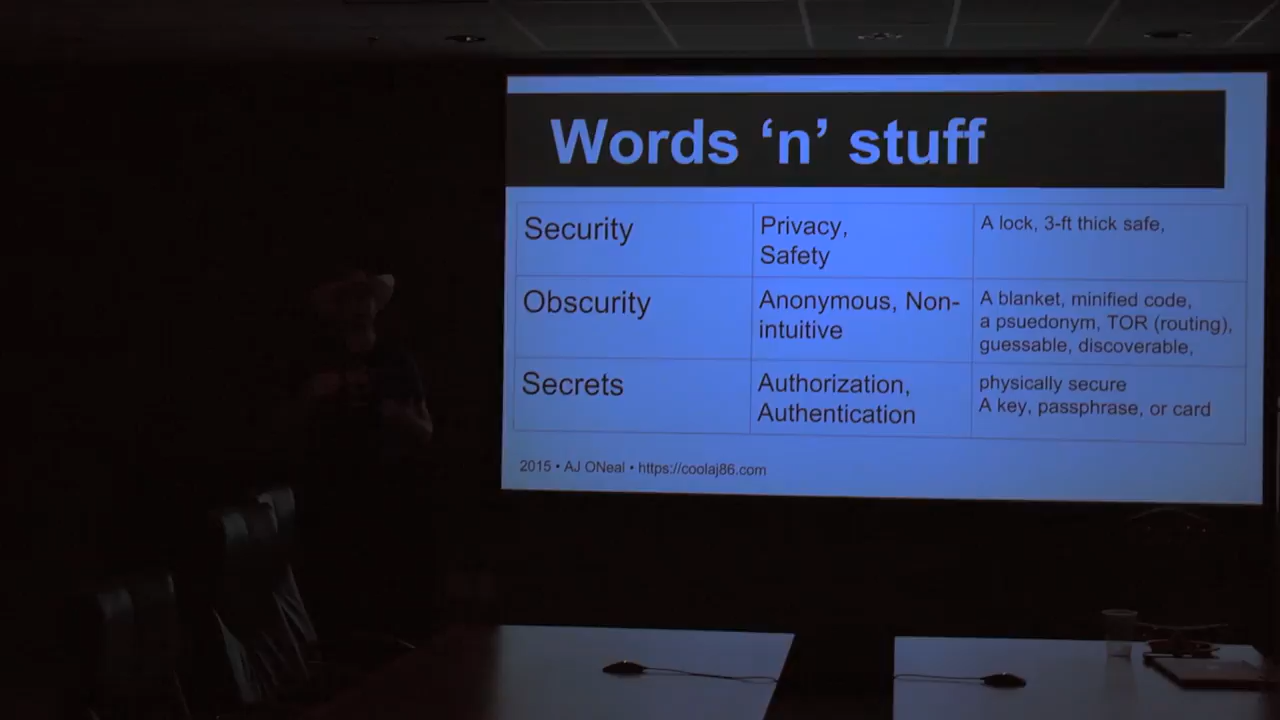 Words ‘n’ stuff
Security
Privacy,
Safety
A lock, 3-ft thick safe,
Obscurity
Anonymous, Non-
intuitive
A blanket, minified code,
a psuedonym, TOR (routing),
guessable, discoverable,
Secrets
Authorization,
Authentication
physically secure
A key, passphrase, or card
2015 • AJ ONeal • https://coolaj86.com